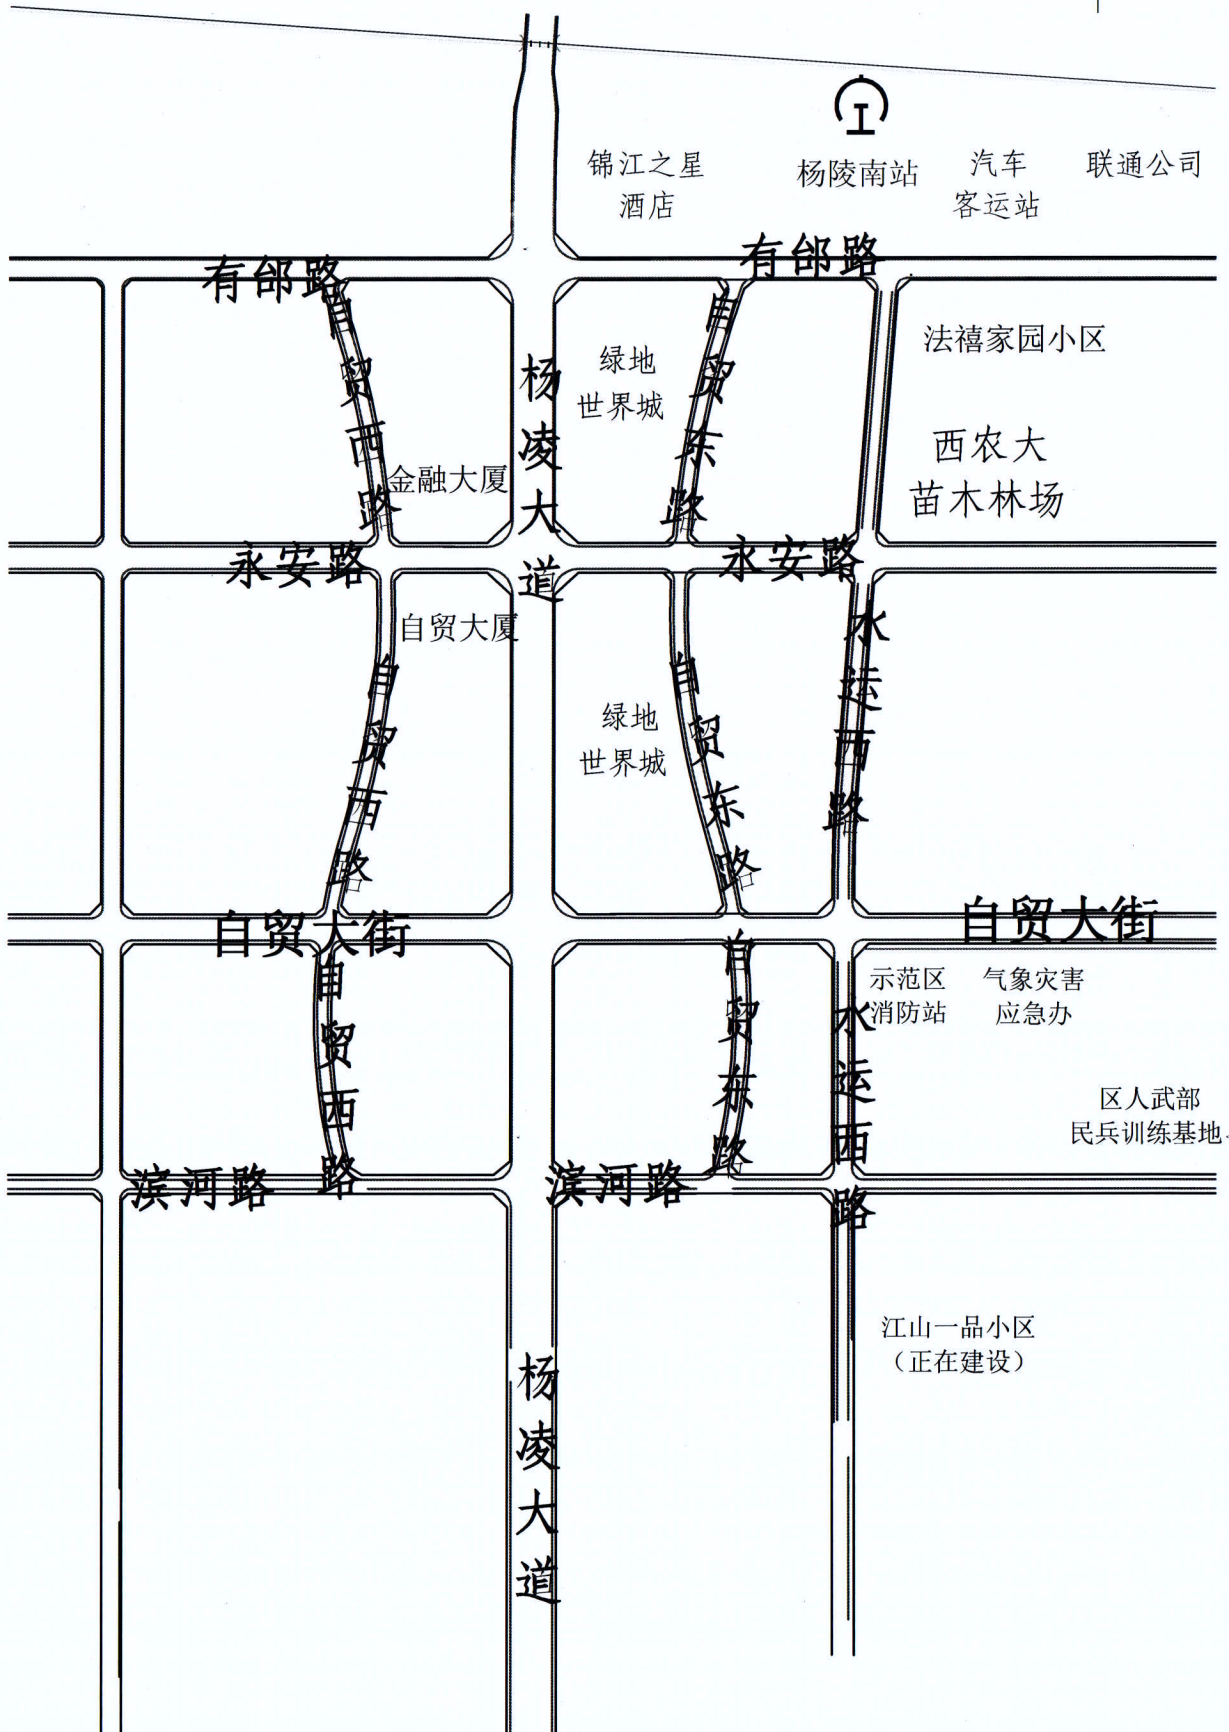 锦江之星
酒店
杨陵南站
汽车
客运站
联通公司
有邰路
有邰路
自贸西路
杨凌大道
绿地
世界城
自贸东路
法禧家园小区
金融大厦
西农大
苗木林场
永安路
永安路
自贸大厦
自贸西路
绿地
世界城
自贸东路
水运西路
自贸大街
自贸大街
自贸西路
自贸东路
水运西路
示范区
消防站
气象灾害
应急办
区人武部
民兵训练基地
滨河路
滨河路
江山一品小区
（正在建设）
杨凌大道